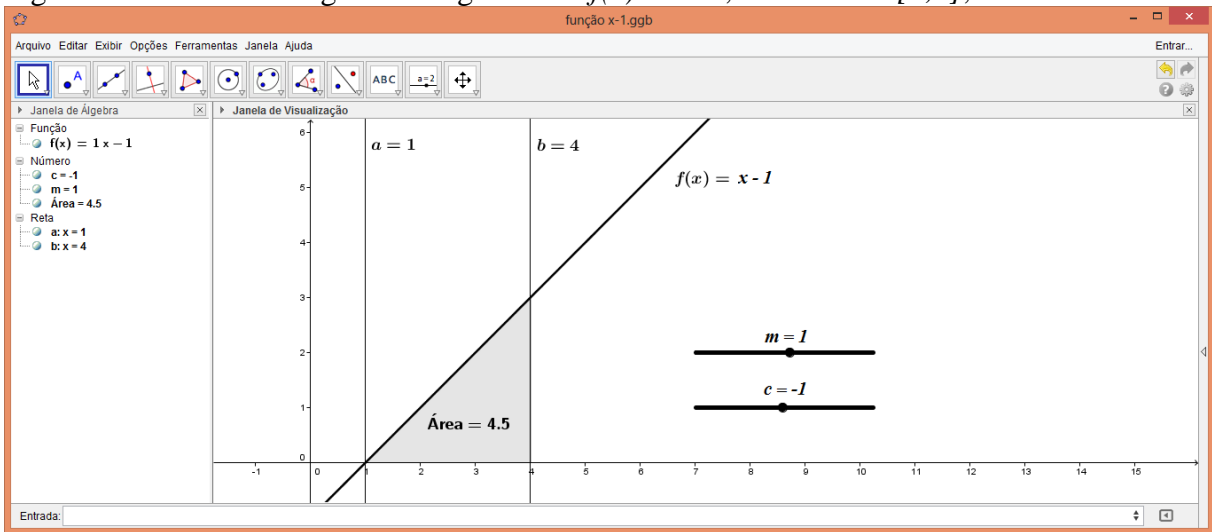 função x-1.ggb
Arquivo Editar Exibir Opções Ferramentas Janela Ajuda
Entrar...
A
α
ABC
a=2
Janela de Álgebra
Janela de Visualização
Função
f(x) = 1 x − 1
Número
c = -1
m = 1
Área = 4.5
Reta
a: x = 1
b: x = 4
a = 1
b = 4
f(x) = x - 1
m = 1
c = -1
Área = 4.5
6
5
4
3
2
1
0
-1 0 1 2 3 4 5 6 7 8 9 10 11 12 13 14 15
Entrada: